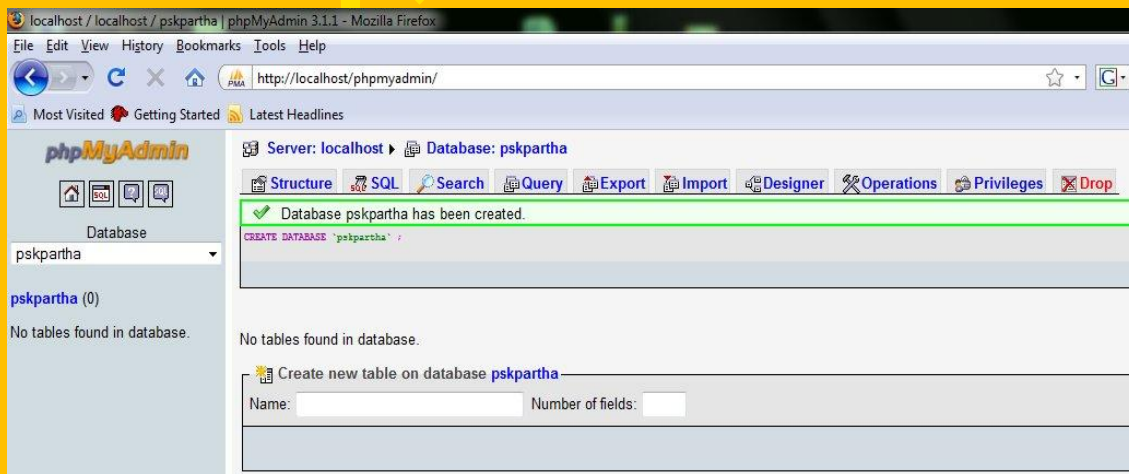 localhost / localhost / pskpartha | phpMyAdmin 3.1.1 - Mozilla Firefox
File Edit View History Bookmarks Tools Help
PMA http://localhost/phpmyadmin/ G
Most Visited Getting Started Latest Headlines
phpMyAdmin
SQL SQL
Database
pskpartha
pskpartha (0)
No tables found in database.
Server: localhost Database: pskpartha
Structure SQL Search Query Export Import Designer Operations Privileges Drop
Database pskpartha has been created.
CREATE DATABASE `pskpartha` ;
No tables found in database.
Create new table on database pskpartha
Name: Number of fields: